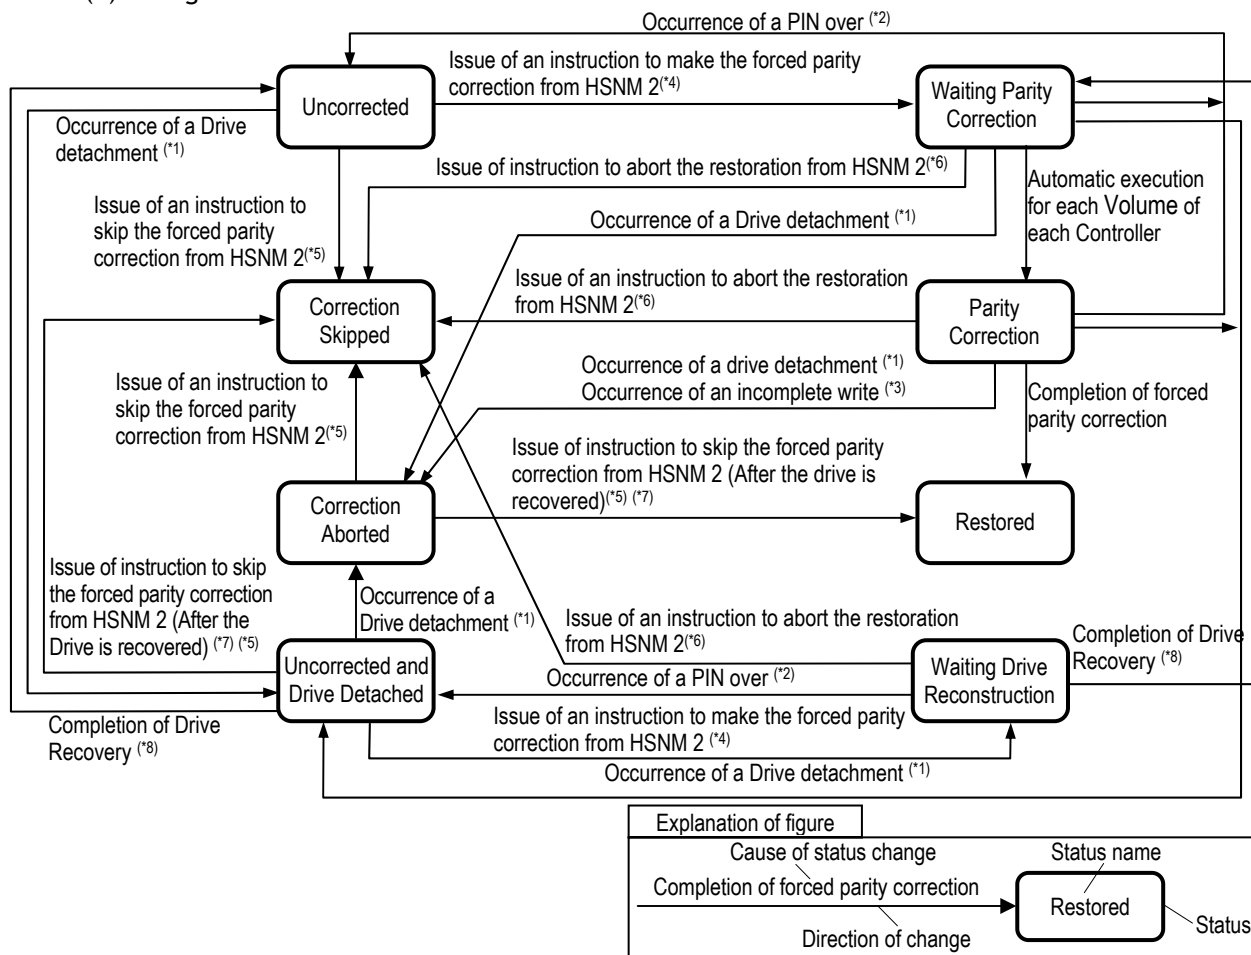 Occurrence of a PIN over (*2)
Issue of an instruction to make the forced parity
correction from HSNM 2(*4)
Uncorrected
Waiting Parity
Correction
Occurrence of a Drive
detachment (*1)
Issue of instruction to abort the restoration from HSNM 2(*6)
Automatic execution
for each Volume of
each Controller
Issue of an instruction to
skip the forced parity
correction from HSNM 2(*5)
Occurrence of a Drive detachment (*1)
Issue of an instruction to abort the restoration
from HSNM 2(*6)
Correction
Skipped
Parity
Correction
Occurrence of a drive detachment (*1)
Occurrence of an incomplete write (*3)
Completion of forced
parity correction
Issue of an instruction to
skip the forced parity
correction from HSNM 2(*5)
Issue of instruction to skip the forced parity
correction from HSNM 2 (After the drive is
recovered)(*5) (*7)
Correction
Aborted
Restored
Issue of instruction to skip
the forced parity correction
from HSNM 2 (After the
Drive is recovered) (*7) (*5)
Occurrence of a
Drive detachment (*1)
Issue of an instruction to abort the restoration
from HSNM 2(*6)
Completion of Drive
Recovery (*8)
Uncorrected and
Drive Detached
Waiting Drive
Reconstruction
Occurrence of a PIN over (*2)
Completion of Drive
Recovery (*8)
Issue of an instruction to make the forced parity
correction from HSNM 2 (*4)
Occurrence of a Drive detachment (*1)
Explanation of figure
Cause of status change
Status name
Completion of forced parity correction
Restored
Direction of change
Status